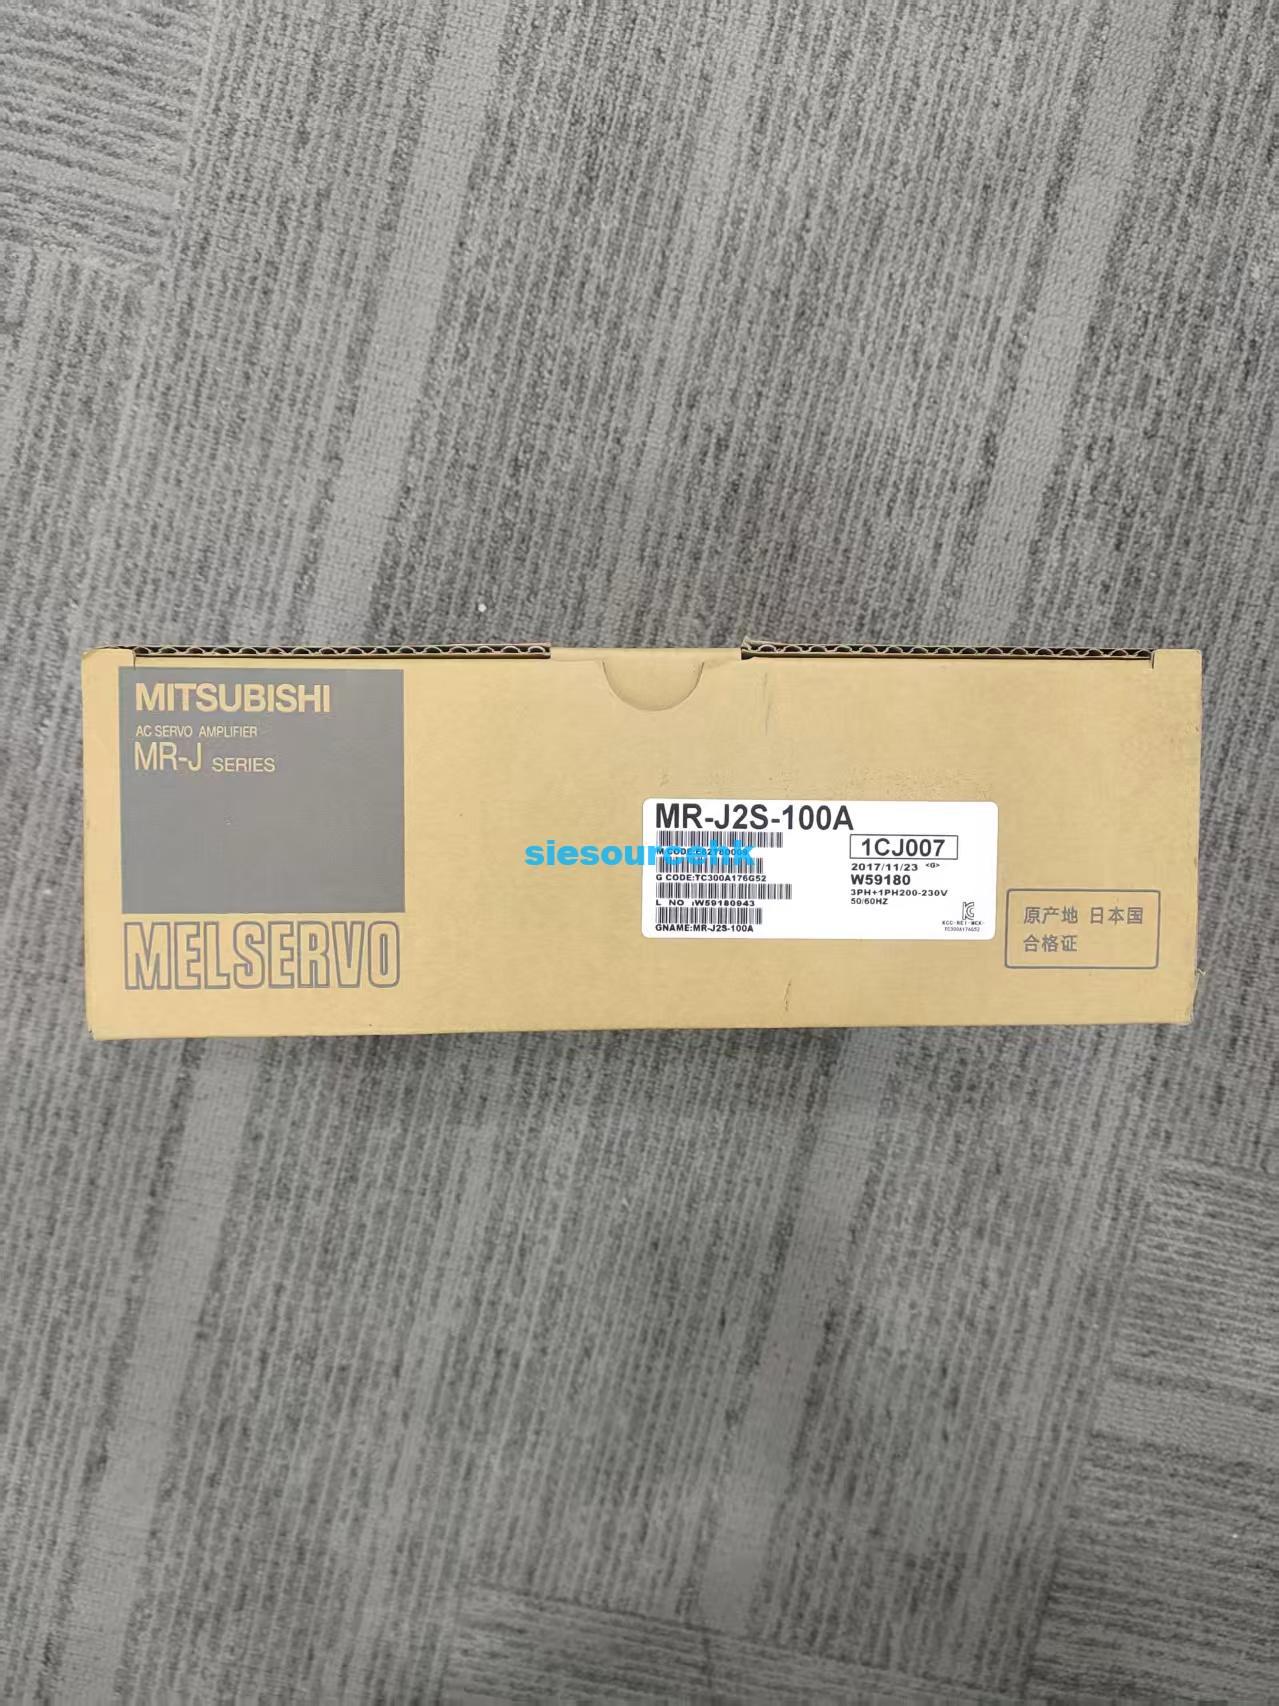 MITSUBISHI
AC SERVO AMPLIFIER
MR-J SERIES
MELSERVO
MR-J2S-100A
1CJ007
siesourcehk
M CODE:
2017/11/23 <G>
G CODE:TC300A176G52
W59180
3PH+1PH200-230V
50/60HZ
L NO :W59180943
GNAME:MR-J2S-100A
TC300A176G52
原产地 日本国
合格证